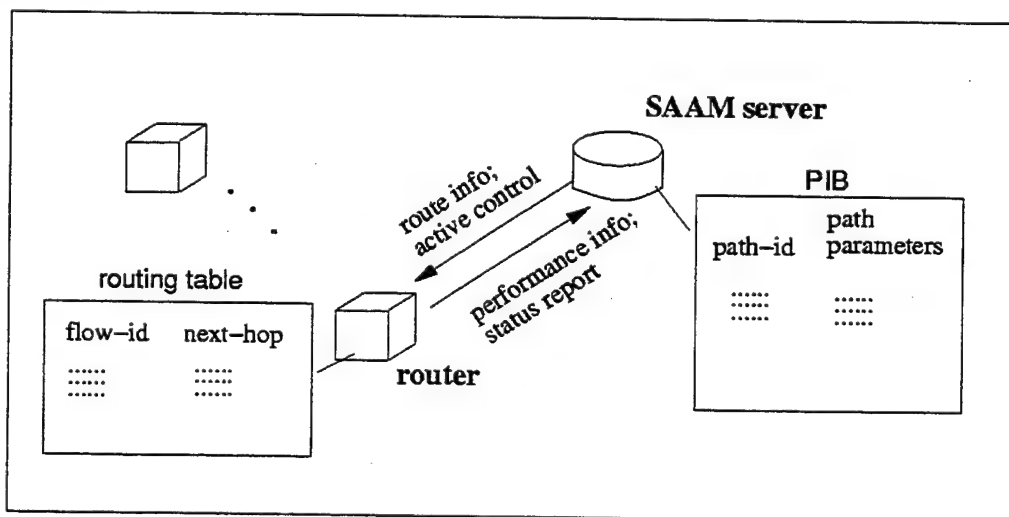 SAAM server
PIB
path
path-id
parameters
route info;
active control
performance info;
status report
routing table
flow-id next-hop
router